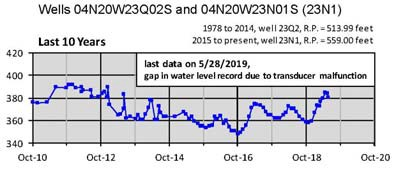 Wells 04N20W23Q02S and 04N20W23N01S (23N1)
1978 to 2014, well 23Q2, R.P. = 513.99 feet
Last 10 Years
2015 to present, well 23N1, R.P. = 559.00 feet
420
400
380
360
340
last data on 5/28/2019,
gap in water level record due to transducer malfunction
Oct-10
Oct-12
Oct-14
Oct-16
Oct-18
Oct-20